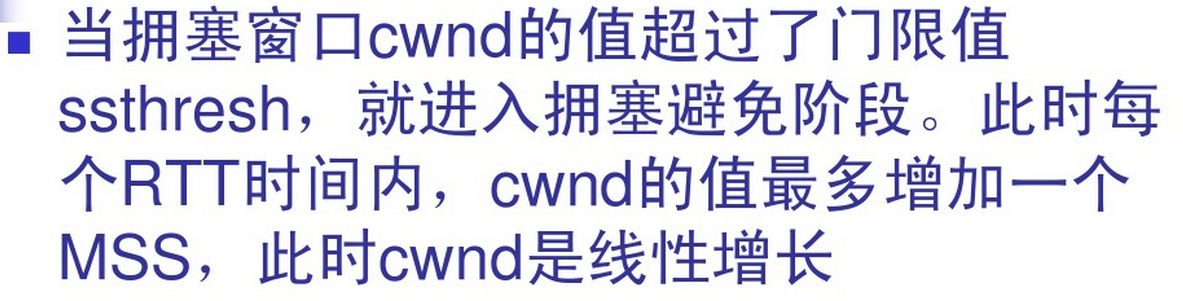 当拥塞窗口cwnd的值超过了门限值
ssthresh，就进入拥塞避免阶段。此时每
个RTT时间内，cwnd的值最多增加一个
MSS，此时cwnd是线性增长